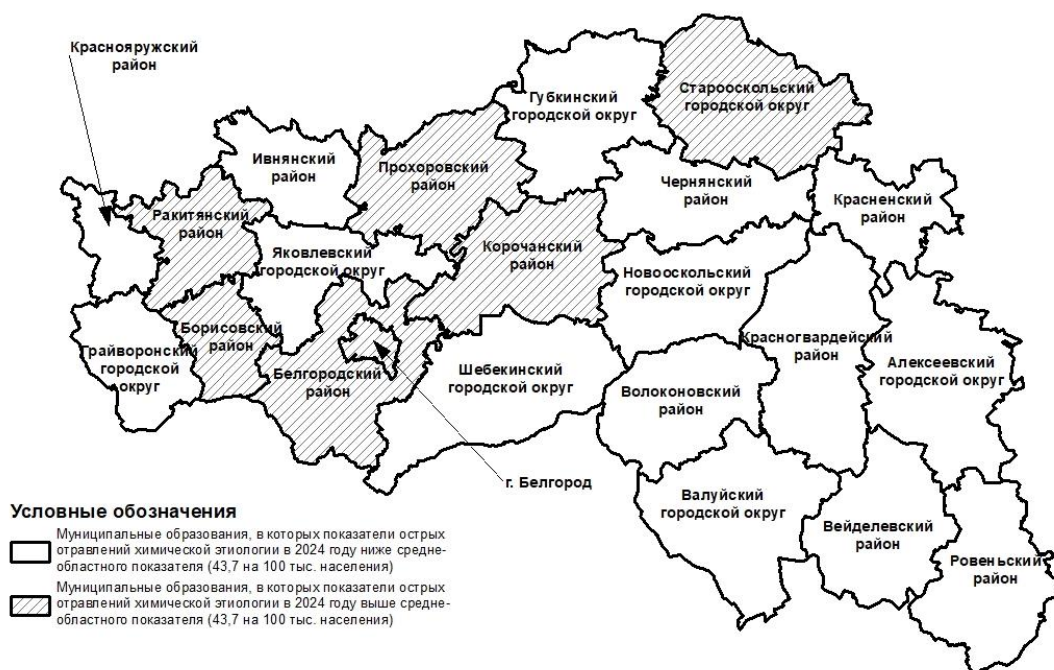 Краснояружский
район
Губкинский
городской округ
Старооскольский
городской округ
Ивнянский
район
Прохоровский
район
Чернянский
район
Красненский
район
Ракитянский
район
Яковлевский
городской округ
Корочанский
район
Новооскольский
городской округ
Грайворонский
городской
округ
Борисовский
район
Белгородский
район
Шебекинский
городской округ
Красногвардейский
район
Волоконовский
район
Алексеевский
городской округ
г. Белгород
Валуйский
городской округ
Вейделевский
район
Ровеньский
район
Условные обозначения
Муниципальные образования, в которых показатели острых
отравлений химической этиологии в 2024 году ниже средне-
областного показателя (43,7 на 100 тыс. населения)
Муниципальные образования, в которых показатели острых
отравлений химической этиологии в 2024 году выше средне-
областного показателя (43,7 на 100 тыс. населения)